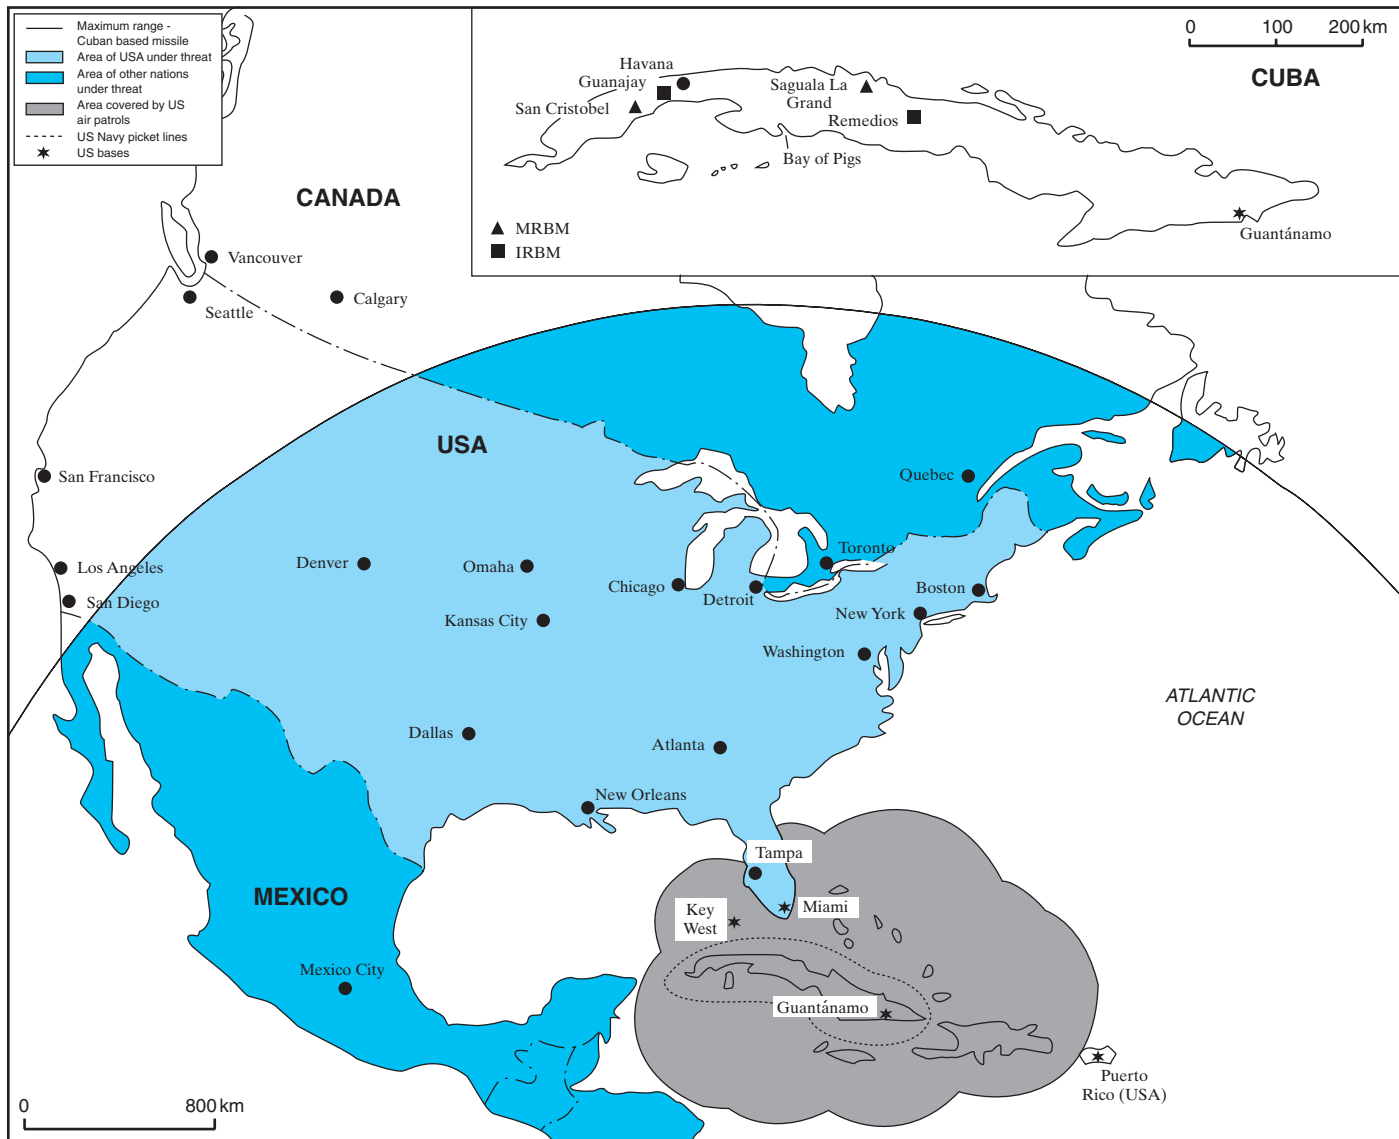 Maximum range -
Cuban based missile
Area of USA under threat
Area of other nations
under threat
Area covered by US
air patrols
US Navy picket lines
US bases
0 100 200 km
CUBA
Havana
Guanajay
San Cristobel
Saguala La
Grand
Remedios
Bay of Pigs
Guantánamo
MRBM
IRBM
CANADA
Vancouver
Seattle
Calgary
USA
San Francisco
Los Angeles
San Diego
Denver
Omaha
Kansas City
Chicago
Detroit
Toronto
Quebec
Boston
New York
Washington
Dallas
Atlanta
New Orleans
ATLANTIC
OCEAN
Tampa
Miami
Key
West
MEXICO
Mexico City
Guantánamo
Puerto
Rico (USA)
0 800 km